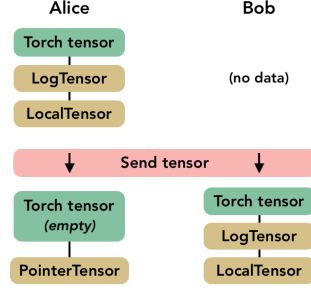 Alice Bob
Torch tensor
LogTensor (no data)
LocalTensor
Send tensor
Torch tensor Torch tensor
(empty) LogTensor
PointerTensor LocalTensor